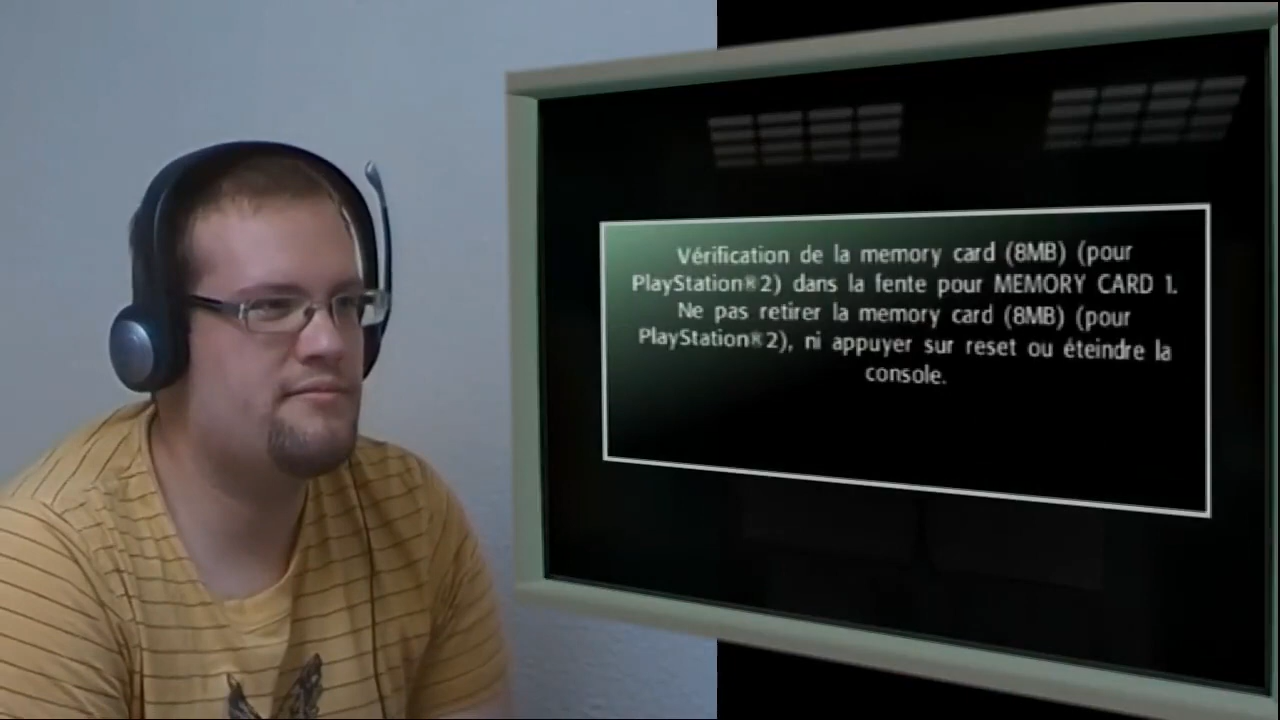 Vérification de la memory card (8MB) (pour
PlayStation®2) dans la fente pour MEMORY CARD 1.
Ne pas retirer la memory card (8MB) (pour
PlayStation®2), ni appuyer sur reset ou éteindre la
console.